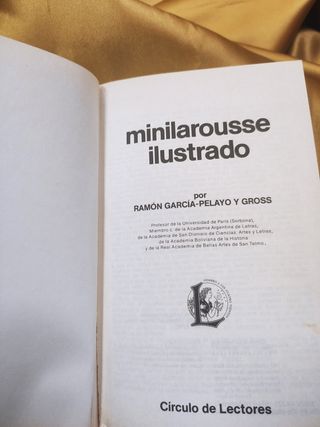 minilarousse
ilustrado
por
RAMÓN GARCÍA-PELAYO Y GROSS
Profesor de la Universidad de París (Sorbona),
Miembro c. de la Academia Argentina de Letras,
de la Academia de San Dionisio de Ciencias, Artes y Letras,
de la Academia Boliviana de la Historia
y de la Real Academia de Bellas Artes de San Telmo.
Círculo de Lectores